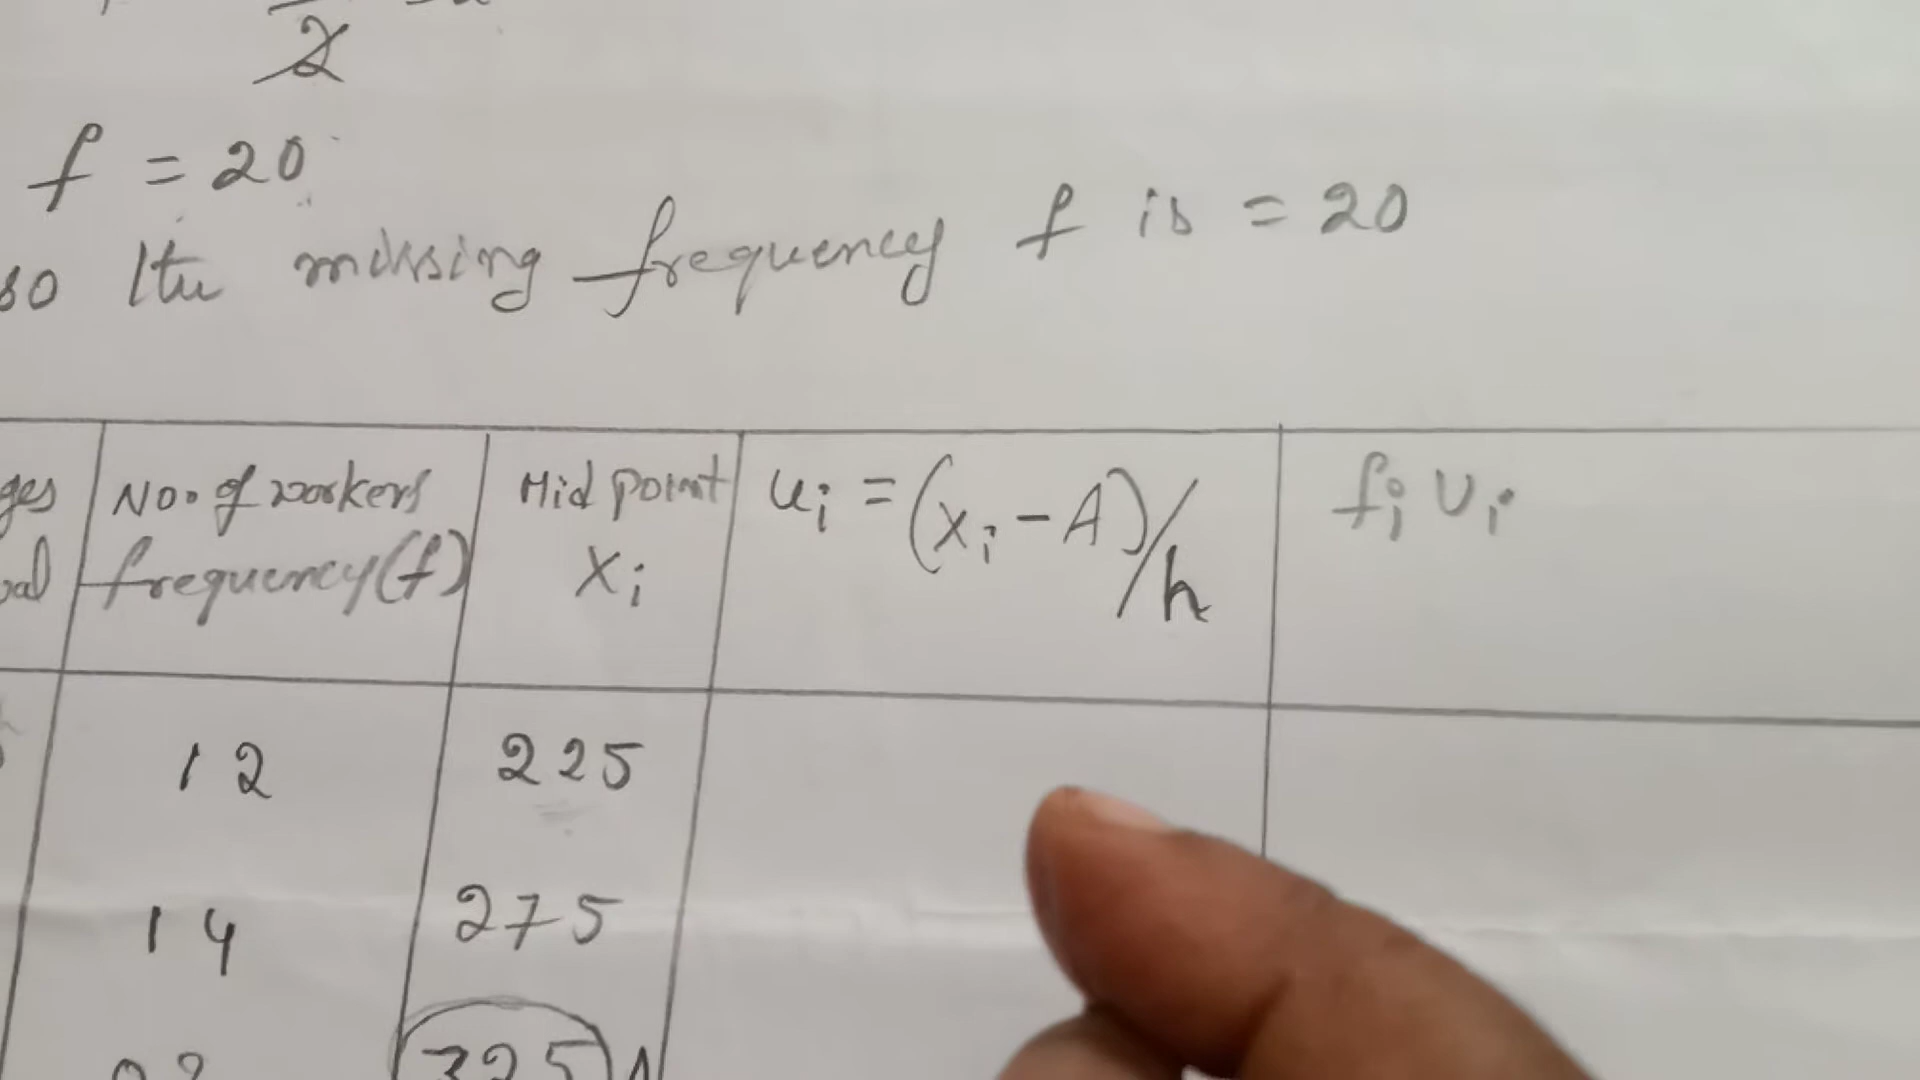 2
f = 20
so the missing frequency f is = 20
No. of workers frequency(f)
Mid point Xi
ui = (xi - A)/h
fi Ui
12 225
14 275
325 A